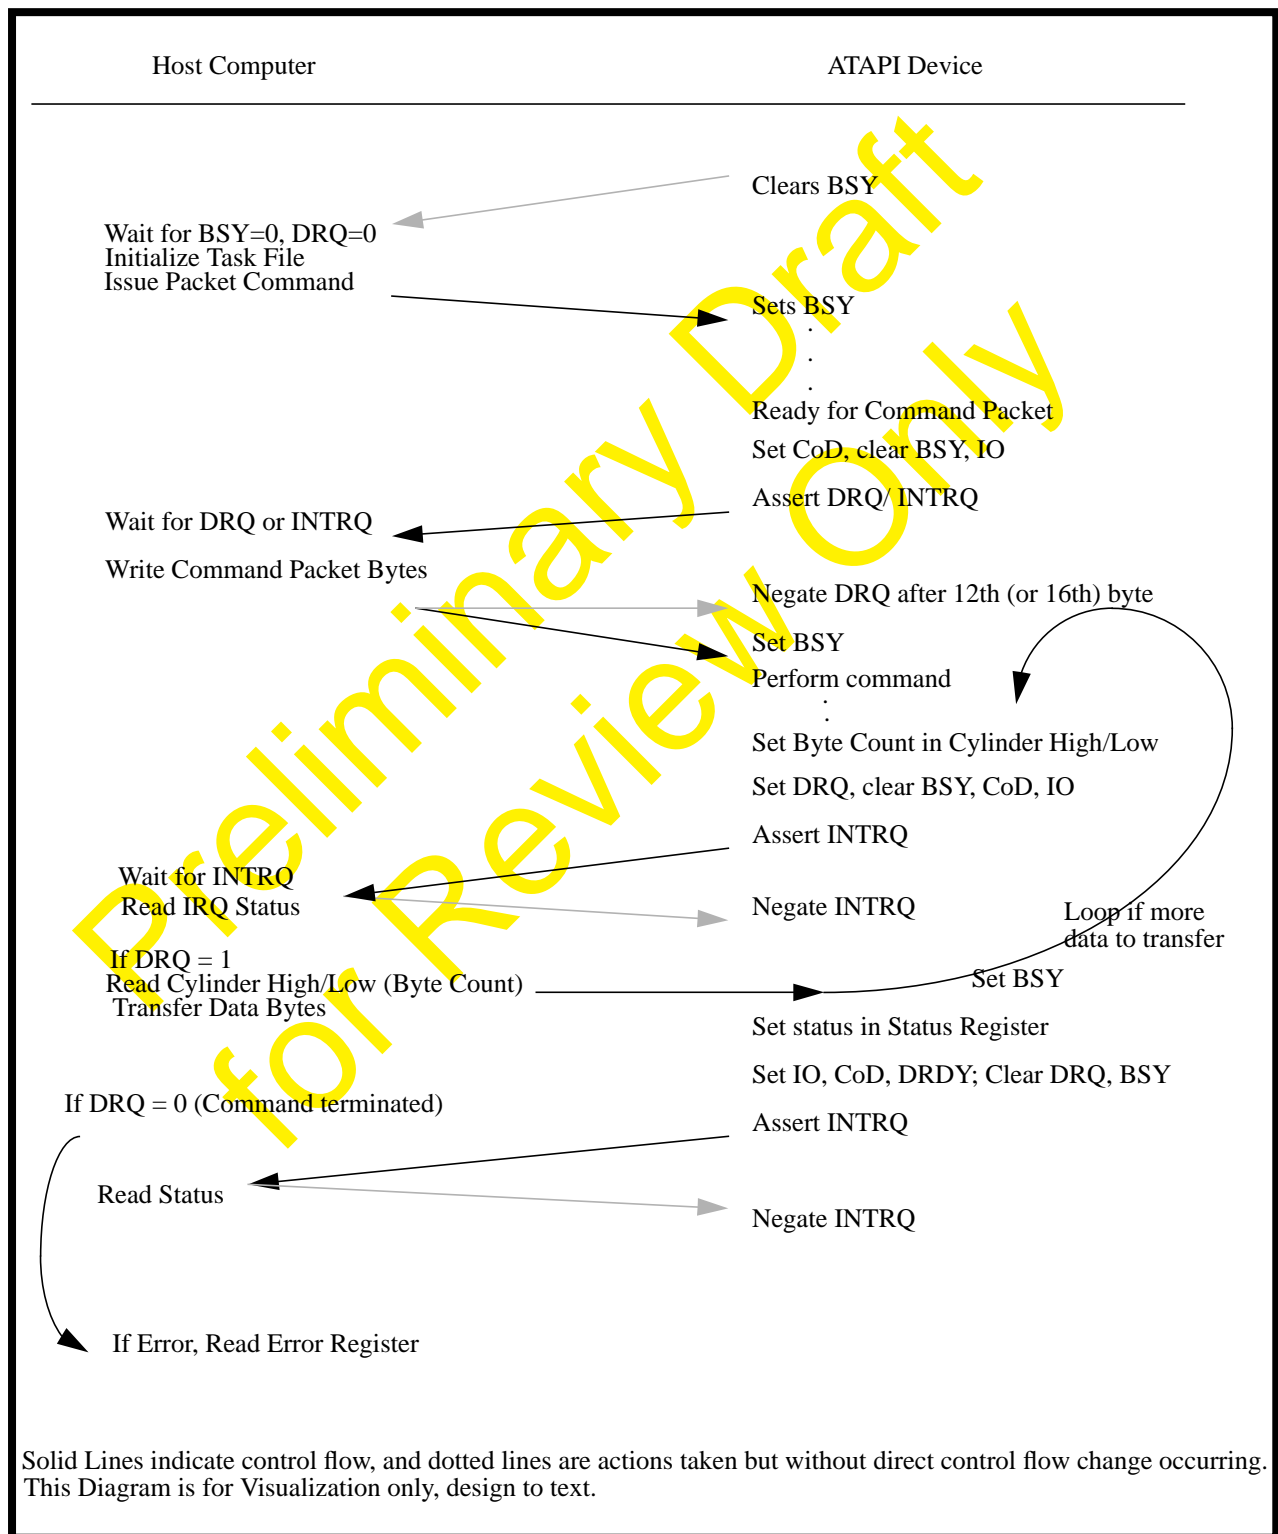 Host Computer
ATAPI Device
Clears BSY
Wait for BSY=0, DRQ=0
Initialize Task File
Issue Packet Command
Sets BSY
.
.
.
Ready for Command Packet
Set CoD, clear BSY, IO
Assert DRQ/ INTRQ
Wait for DRQ or INTRQ
Write Command Packet Bytes
Negate DRQ after 12th (or 16th) byte
Set BSY
Perform command
.
.
Set Byte Count in Cylinder High/Low
Set DRQ, clear BSY, CoD, IO
Assert INTRQ
Wait for INTRQ
Read IRQ Status
Negate INTRQ
Loop if more
data to transfer
If DRQ = 1
Read Cylinder High/Low (Byte Count)
Transfer Data Bytes
Set BSY
Set status in Status Register
Set IO, CoD, DRDY; Clear DRQ, BSY
If DRQ = 0 (Command terminated)
Assert INTRQ
Read Status
Negate INTRQ
If Error, Read Error Register
Solid Lines indicate control flow, and dotted lines are actions taken but without direct control flow change occurring.
This Diagram is for Visualization only, design to text.
Preliminary Draft
for Review Only